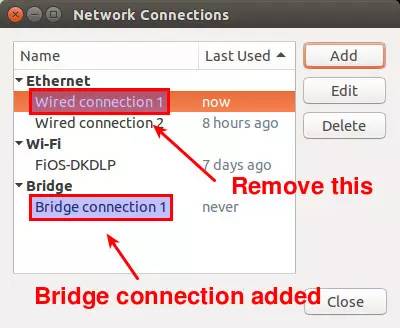 Network Connections
Name Last Used
Add
Ethernet
Wired connection 1 now
Edit
Wired connection 2 8 hours ago
Delete
Wi-Fi
FiOS-DKDLP 7 days ago
Remove this
Bridge
Bridge connection 1 never
Bridge connection added
Close